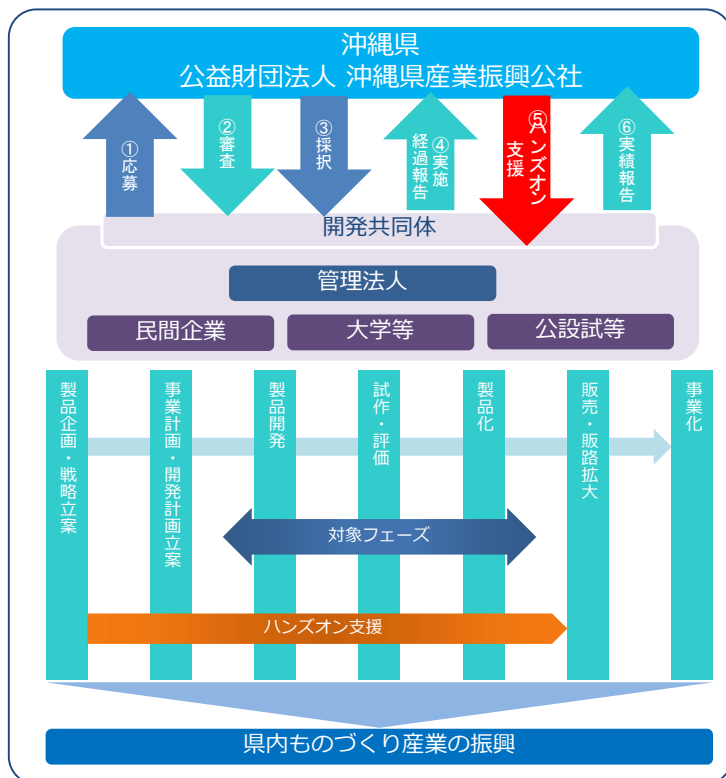 沖縄県
公益財団法人 沖縄県産業振興公社
①応募
②審査
③採択
④実施
経過報告
⑤ハンズオン
支援
⑥実績報告
開発共同体
管理法人
民間企業
大学等
公設試等
製品企画・戦略立案
事業計画・開発計画立案
製品開発
試作・評価
製品化
販売・販路拡大
事業化
対象フェーズ
ハンズオン支援
県内ものづくり産業の振興